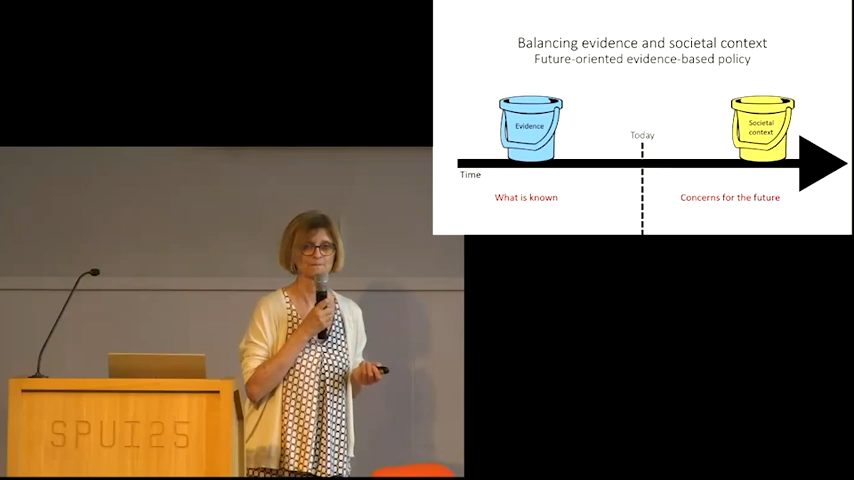 Balancing evidence and societal context
Future-oriented evidence-based policy
Evidence
Societal
context
Today
Time
What is known
Concerns for the future
SPUI25